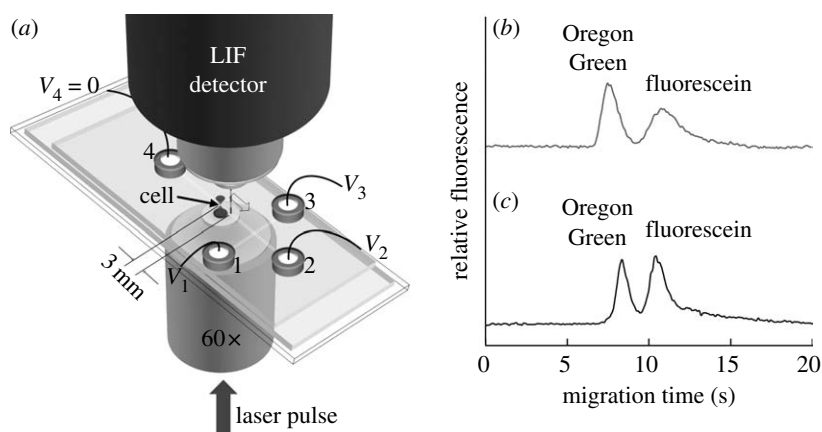 (a)
LIF
detector
V4 = 0
4
cell
3
V3
3 mm
V1
1
2
V2
60×
laser pulse
(b)
Oregon
Green
fluorescein
(c)
Oregon
Green
fluorescein
relative fluorescence
0 5 10 15 20
migration time (s)